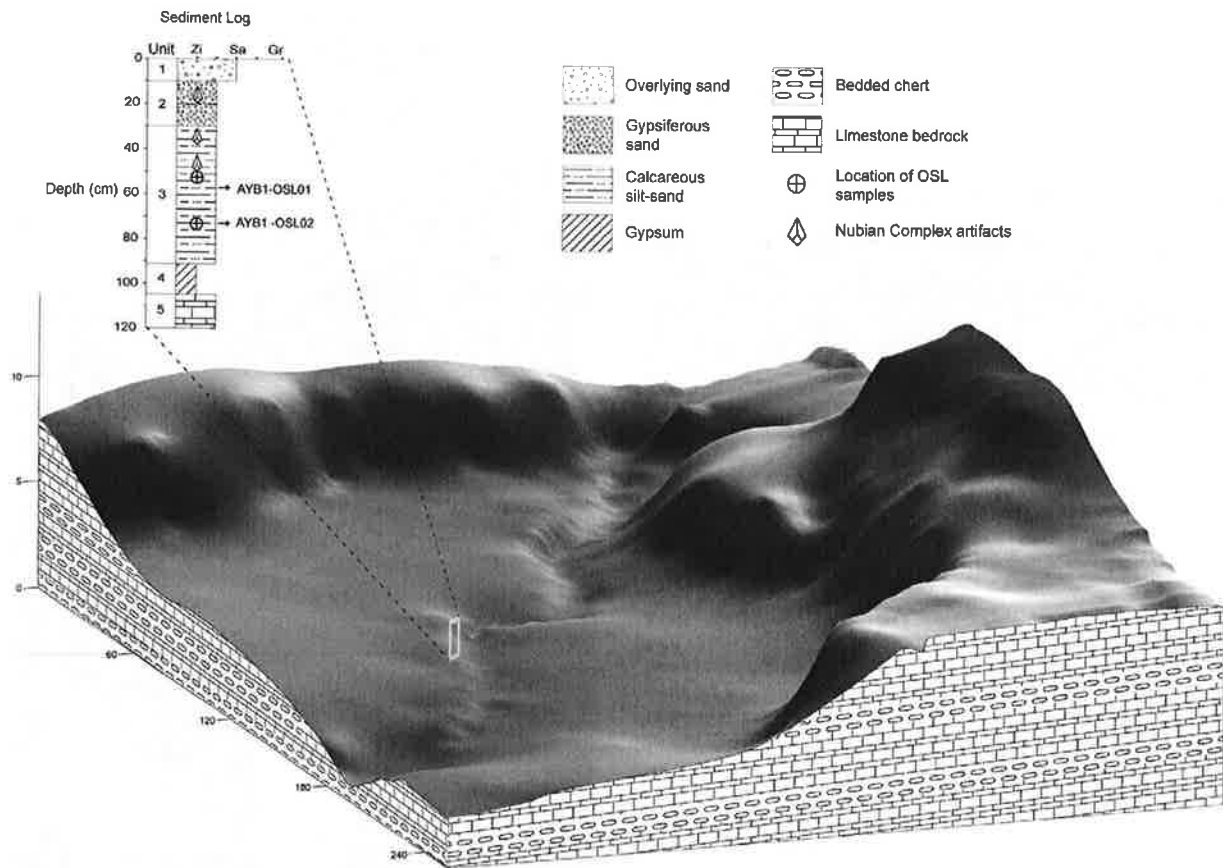 Sediment Log
Unit Zi Sa Gr
0
1
20
2
40
3
Depth (cm) 60
AYB1-OSL01
AYB1-OSL02
80
4
100
5
120
Overlying sand
Gypsiferous
sand
Calcareous
silt-sand
Gypsum
Bedded chert
Limestone bedrock
Location of OSL
samples
Nubian Complex artifacts
10
5
0
60
120
180
240